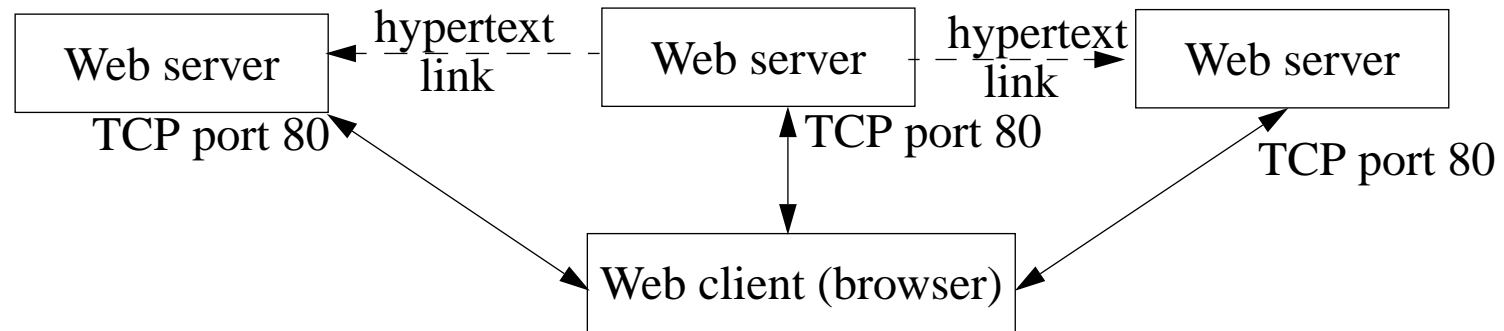 Web server
hypertext
link
Web server
hypertext
link
Web server
TCP port 80
TCP port 80
TCP port 80
Web client (browser)